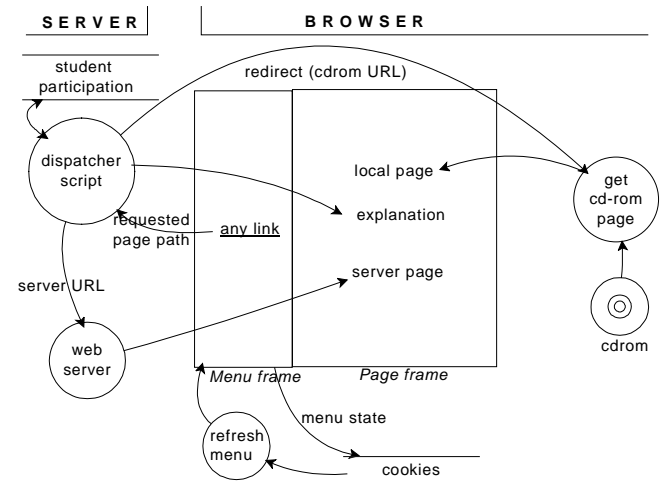 SERVER
BROWSER
student
participation
redirect (cdrom URL)
dispatcher
script
local page
get
cd-rom
page
explanation
requested
page path
any link
server page
server URL
web
server
cdrom
Menu frame
Page frame
menu state
refresh
menu
cookies